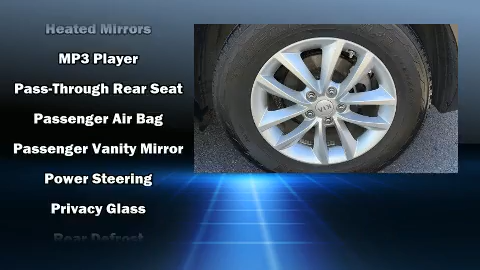 Heated Mirrors
MP3 Player
Pass-Through Rear Seat
Passenger Air Bag
Passenger Vanity Mirror
Power Steering
Privacy Glass
Rear Defrost
KIA